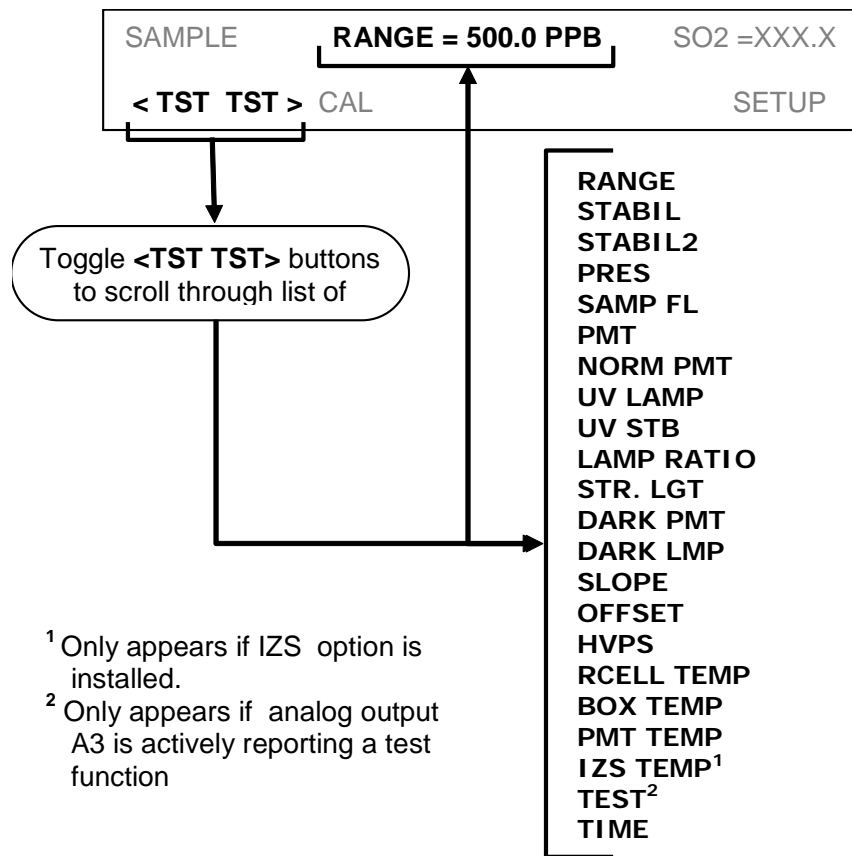 SAMPLE RANGE = 500.0 PPB SO2 =XXX.X
< TST TST > CAL SETUP
Toggle <TST TST> buttons
to scroll through list of
RANGE
STABIL
STABIL2
PRES
SAMP FL
PMT
NORM PMT
UV LAMP
UV STB
LAMP RATIO
STR. LGT
DARK PMT
DARK LMP
SLOPE
OFFSET
HVPS
RCELL TEMP
BOX TEMP
PMT TEMP
IZS TEMP¹
TEST²
TIME
¹ Only appears if IZS option is
installed.
² Only appears if analog output
A3 is actively reporting a test
function